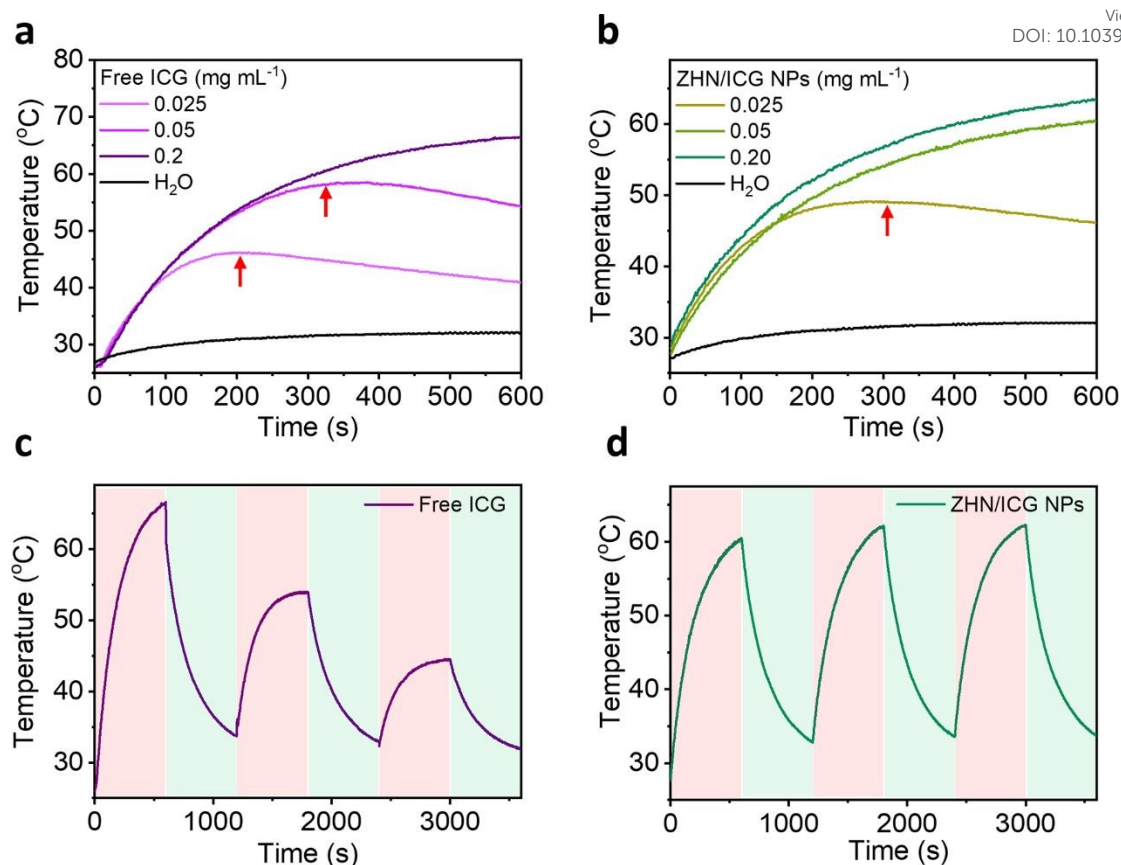 Vie
DOI: 10.1039
a
Temperature (°C)
80
70
60
50
40
30
Free ICG (mg mL⁻¹)
0.025
0.05
0.2
H₂O
0 100 200 300 400 500 600
Time (s)
b
Temperature (°C)
70
60
50
40
30
ZHN/ICG NPs (mg mL⁻¹)
0.025
0.05
0.20
H₂O
0 100 200 300 400 500 600
Time (s)
c
Temperature (°C)
60
50
40
30
Free ICG
0 1000 2000 3000
Time (s)
d
Temperature (°C)
60
50
40
30
ZHN/ICG NPs
0 1000 2000 3000
Time (s)